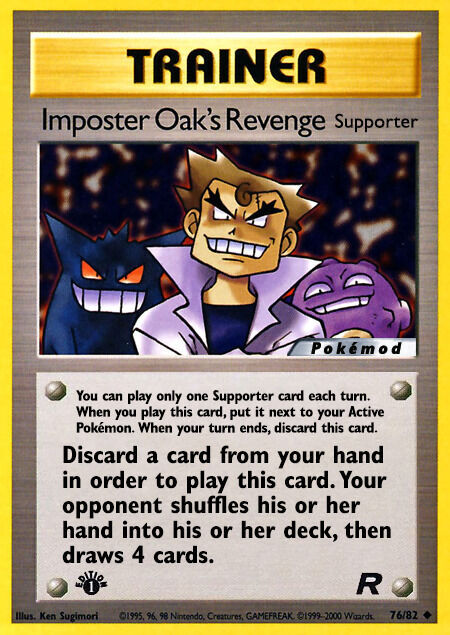 TRAINER
Imposter Oak's Revenge Supporter
Pokémod
You can play only one Supporter card each turn.
When you play this card, put it next to your Active
Pokémon. When your turn ends, discard this card.
Discard a card from your hand
in order to play this card. Your
opponent shuffles his or her
hand into his or her deck, then
draws 4 cards.
EDITION
1
R
Illus. Ken Sugimori ©1995, 96, 98 Nintendo, Creatures, GAMEFREAK. ©1999-2000 Wizards. 76/82